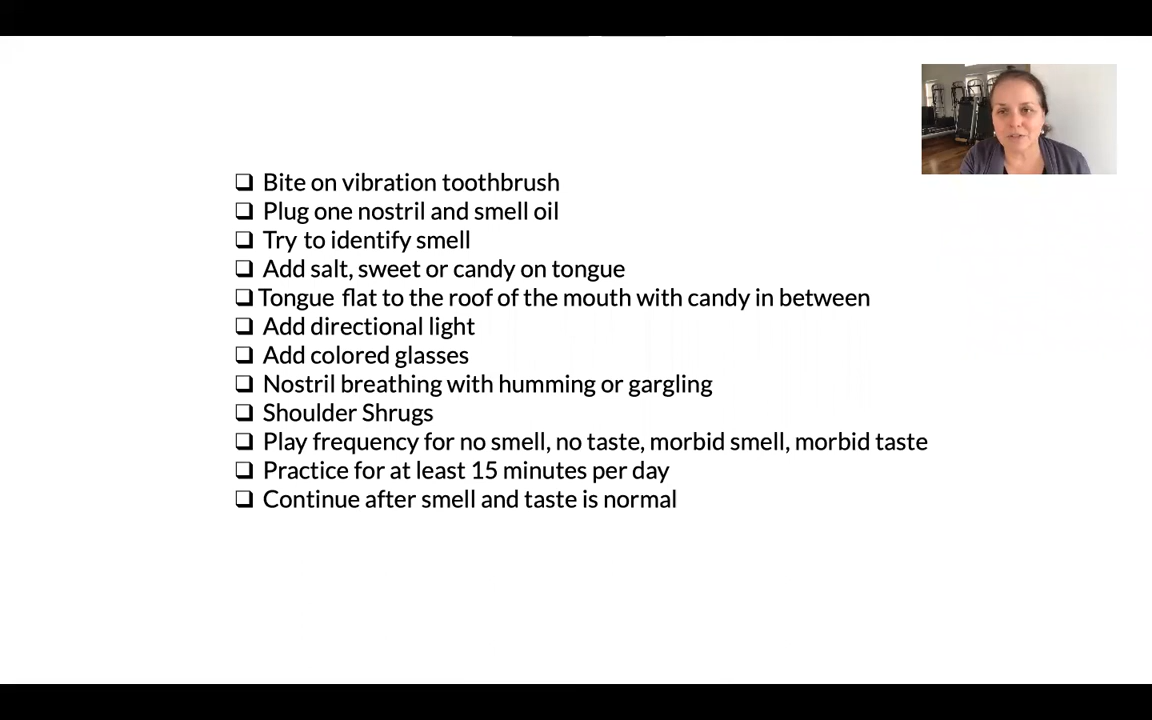 ❑ Bite on vibration toothbrush
❑ Plug one nostril and smell oil
❑ Try to identify smell
❑ Add salt, sweet or candy on tongue
❑ Tongue flat to the roof of the mouth with candy in between
❑ Add directional light
❑ Add colored glasses
❑ Nostril breathing with humming or gargling
❑ Shoulder Shrugs
❑ Play frequency for no smell, no taste, morbid smell, morbid taste
❑ Practice for at least 15 minutes per day
❑ Continue after smell and taste is normal